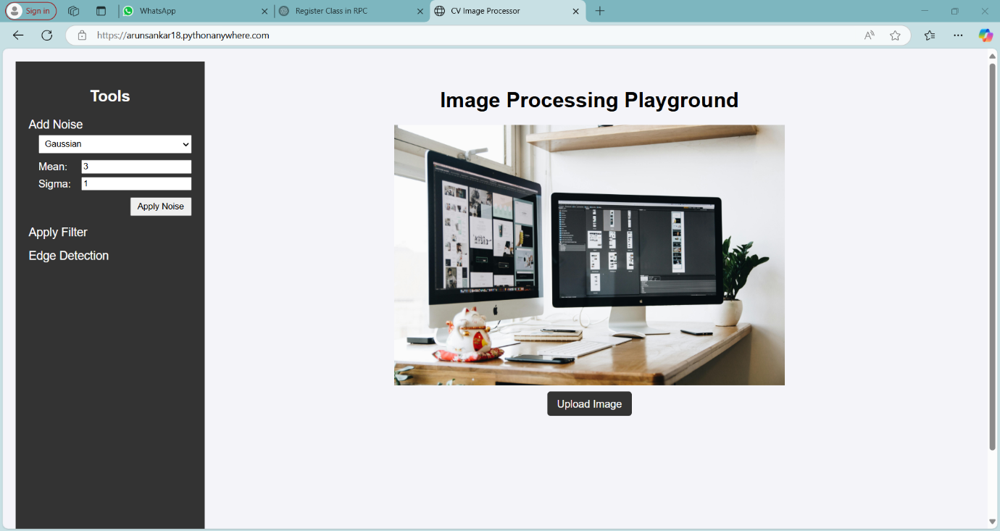 Sign in
WhatsApp
Register Class in RPC
CV Image Processor
https://arunsankar18.pythonanywhere.com
Tools
Add Noise
Gaussian
Mean: 3
Sigma: 1
Apply Noise
Apply Filter
Edge Detection
Image Processing Playground
Upload Image